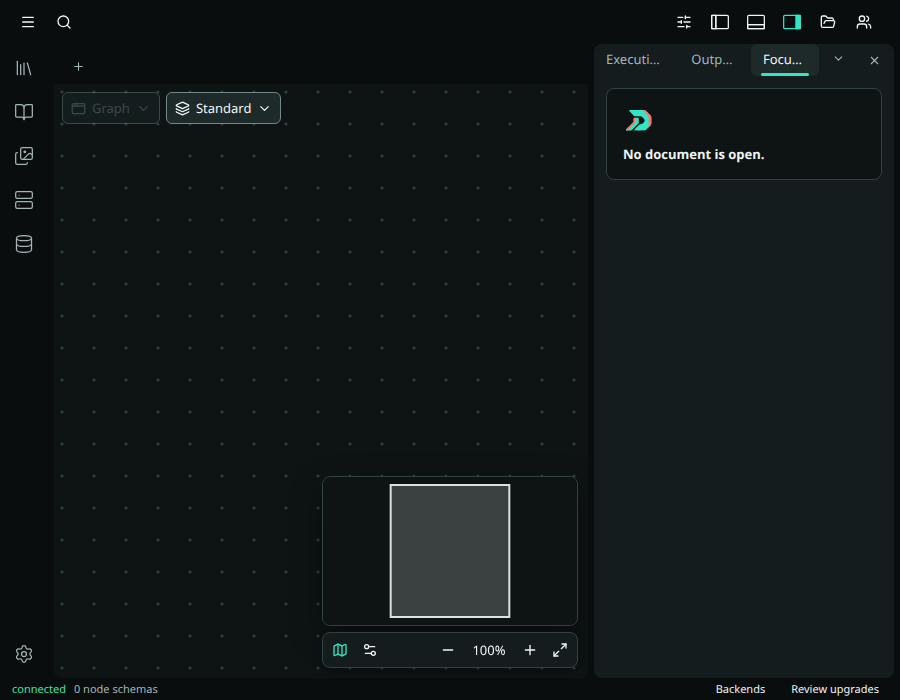 Executi...
Outp...
Focu...
Graph
Standard
No document is open.
100%
connected
0 node schemas
Backends
Review upgrades